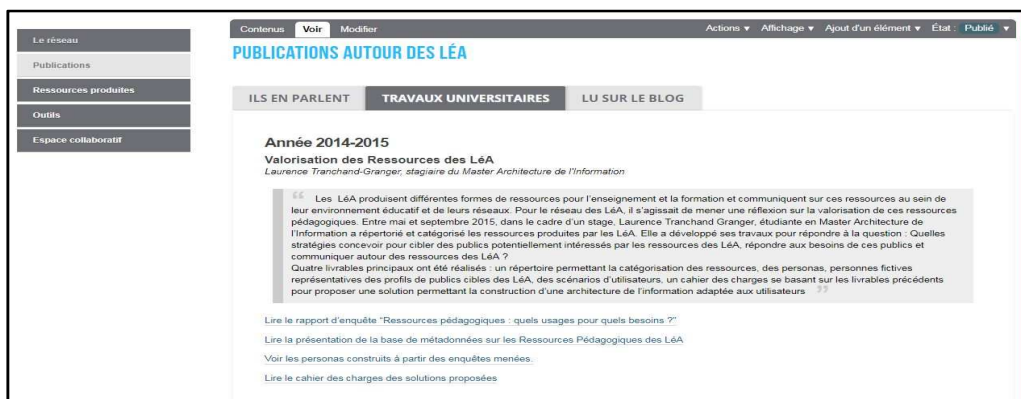 Contenus Voir Modifier Actions ▼ Affichage ▼ Ajout d'un élément ▼ État : Publié ▼
Le réseau
Publications
Ressources produites
Outils
Espace collaboratif
PUBLICATIONS AUTOUR DES LÉA
ILS EN PARLENT TRAVAUX UNIVERSITAIRES LU SUR LE BLOG
Année 2014-2015
Valorisation des Ressources des LéA
Laurence Tranchand-Granger, stagiaire du Master Architecture de l'Information
“ Les LéA produisent différentes formes de ressources pour l'enseignement et la formation et communiquent sur ces ressources au sein de
leur environnement éducatif et de leurs réseaux. Pour le réseau des LéA, il s'agissait de mener une réflexion sur la valorisation de ces ressources
pédagogiques. Entre mai et septembre 2015, dans le cadre d'un stage, Laurence Tranchand Granger, étudiante en Master Architecture de
l'Information a répertorié et catégorisé les ressources produites par les LéA. Elle a développé ses travaux pour répondre à la question : Quelles
stratégies concevoir pour cibler des publics potentiellement intéressés par les ressources des LéA, répondre aux besoins de ces publics et
communiquer autour des ressources des LéA ?
Quatre livrables principaux ont été réalisés : un répertoire permettant la catégorisation des ressources, des personas, personnes fictives
représentatives des profils de publics cibles des LéA, des scénarios d'utilisateurs, un cahier des charges se basant sur les livrables précédents
pour proposer une solution permettant la construction d'une architecture de l'information adaptée aux utilisateurs ”
Lire le rapport d'enquête "Ressources pédagogiques : quels usages pour quels besoins ?"
Lire la présentation de la base de métadonnées sur les Ressources Pédagogiques des LéA
Voir les personas construits à partir des enquêtes menées.
Lire le cahier des charges des solutions proposées